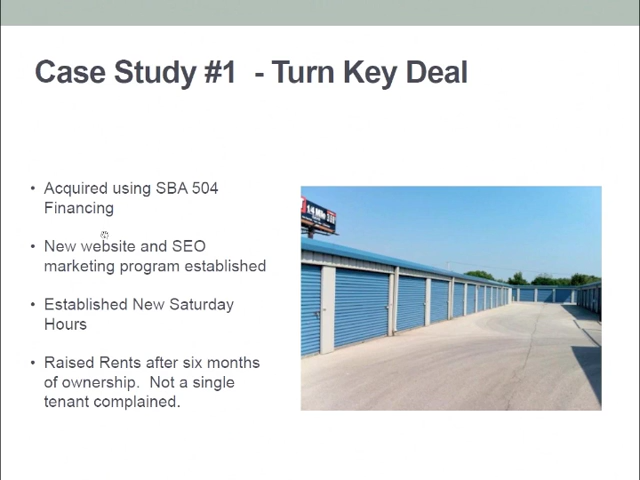 Case Study #1  - Turn Key Deal
• Acquired using SBA 504
Financing
• New website and SEO
marketing program established
• Established New Saturday
Hours
• Raised Rents after six months
of ownership.  Not a single
tenant complained.